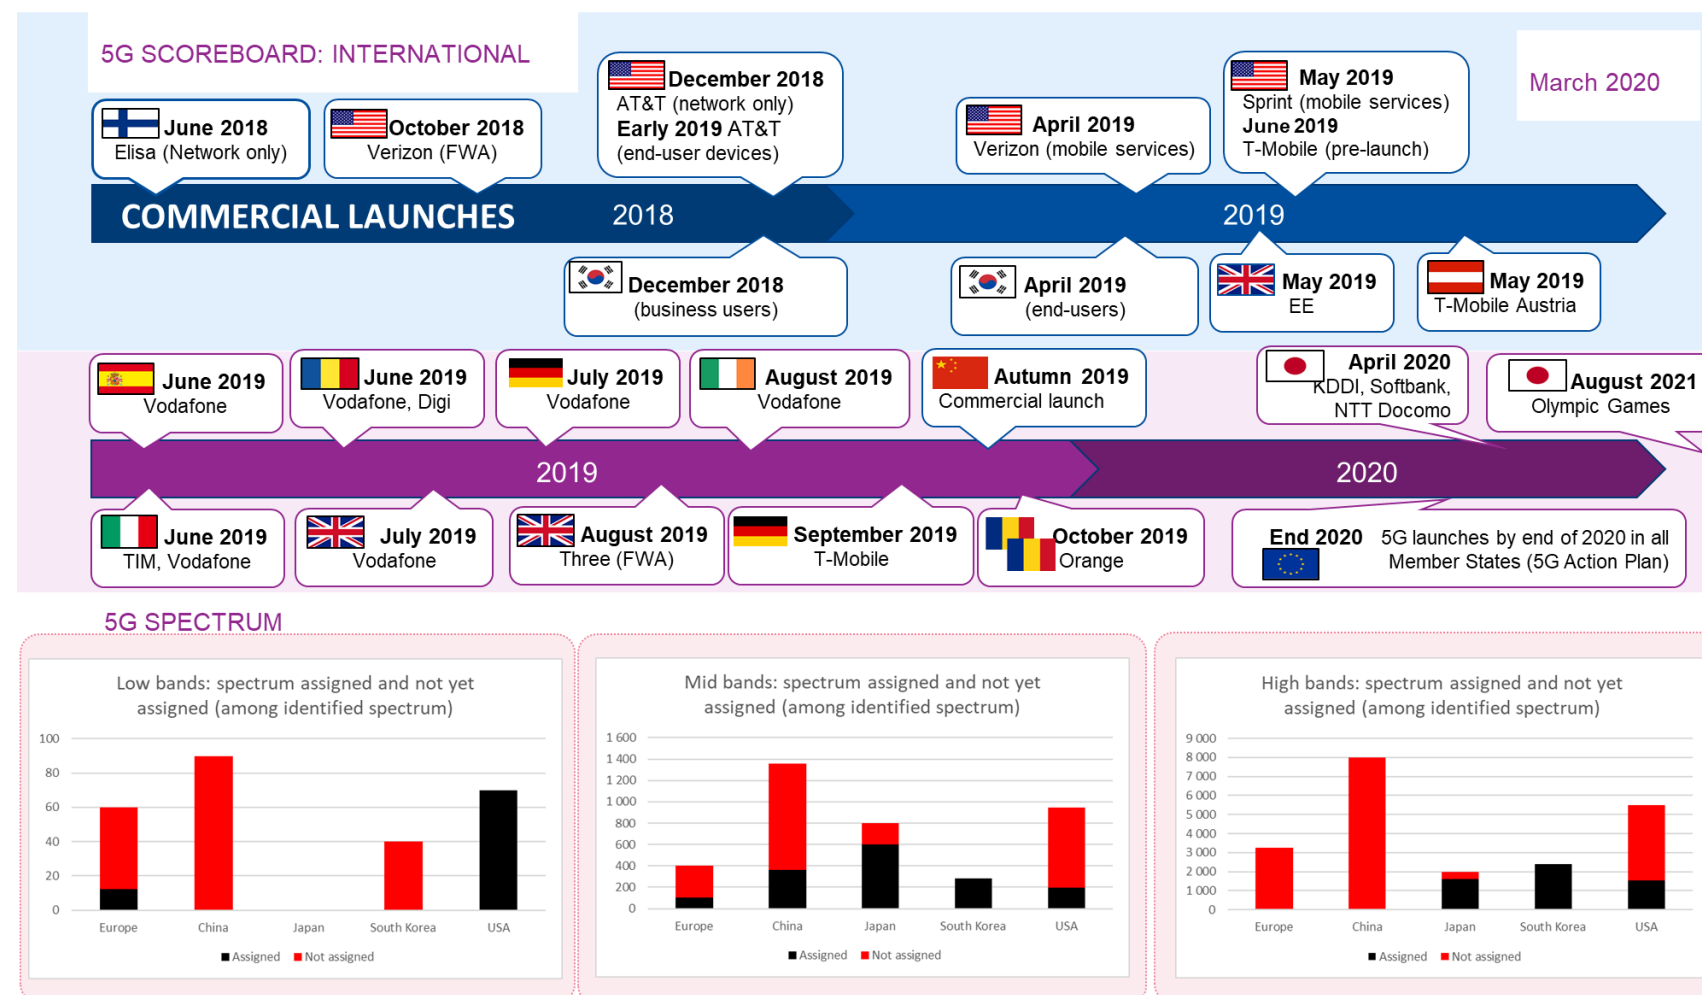 5G SCOREBOARD: INTERNATIONAL
March 2020
June 2018
Elisa (Network only)
October 2018
Verizon (FWA)
December 2018
AT&T (network only)
Early 2019 AT&T
(end-user devices)
April 2019
Verizon (mobile services)
May 2019
Sprint (mobile services)
June 2019
T-Mobile (pre-launch)
COMMERCIAL LAUNCHES
2018
2019
December 2018
(business users)
April 2019
(end-users)
May 2019
EE
May 2019
T-Mobile Austria
June 2019
Vodafone
June 2019
Vodafone, Digi
July 2019
Vodafone
August 2019
Vodafone
Autumn 2019
Commercial launch
April 2020
KDDI, Softbank,
NTT Docomo
August 2021
Olympic Games
2019
2020
June 2019
TIM, Vodafone
July 2019
Vodafone
August 2019
Three (FWA)
September 2019
T-Mobile
October 2019
Orange
End 2020
5G launches by end of 2020 in all
Member States (5G Action Plan)
5G SPECTRUM
Low bands: spectrum assigned and not yet
assigned (among identified spectrum)
100
80
60
40
20
0
Europe
China
Japan
South Korea
USA
Assigned
Not assigned
Mid bands: spectrum assigned and not yet
assigned (among identified spectrum)
1 600
1 400
1 200
1 000
800
600
400
200
0
Europe
China
Japan
South Korea
USA
Assigned
Not assigned
High bands: spectrum assigned and not yet
assigned (among identified spectrum)
9 000
8 000
7 000
6 000
5 000
4 000
3 000
2 000
1 000
0
Europe
China
Japan
South Korea
USA
Assigned
Not assigned